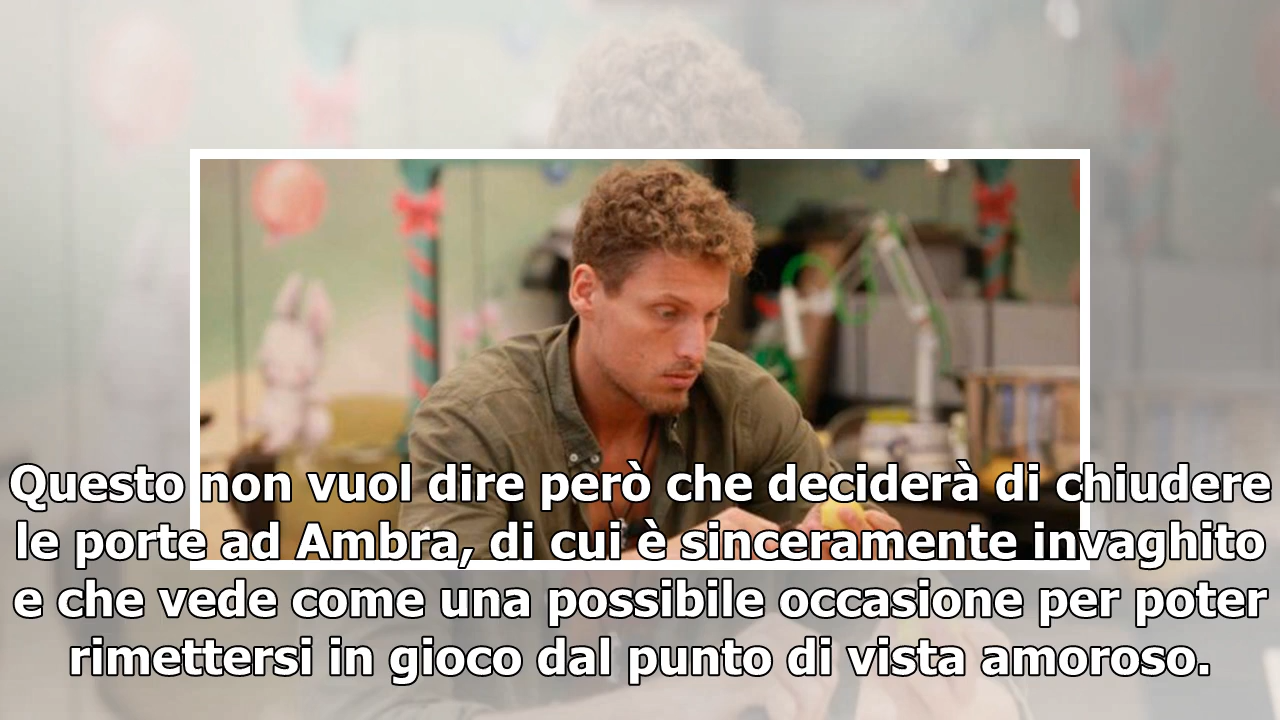 Questo non vuol dire però che deciderà di chiudere
le porte ad Ambra, di cui è sinceramente invaghito
e che vede come una possibile occasione per poter
rimettersi in gioco dal punto di vista amoroso.